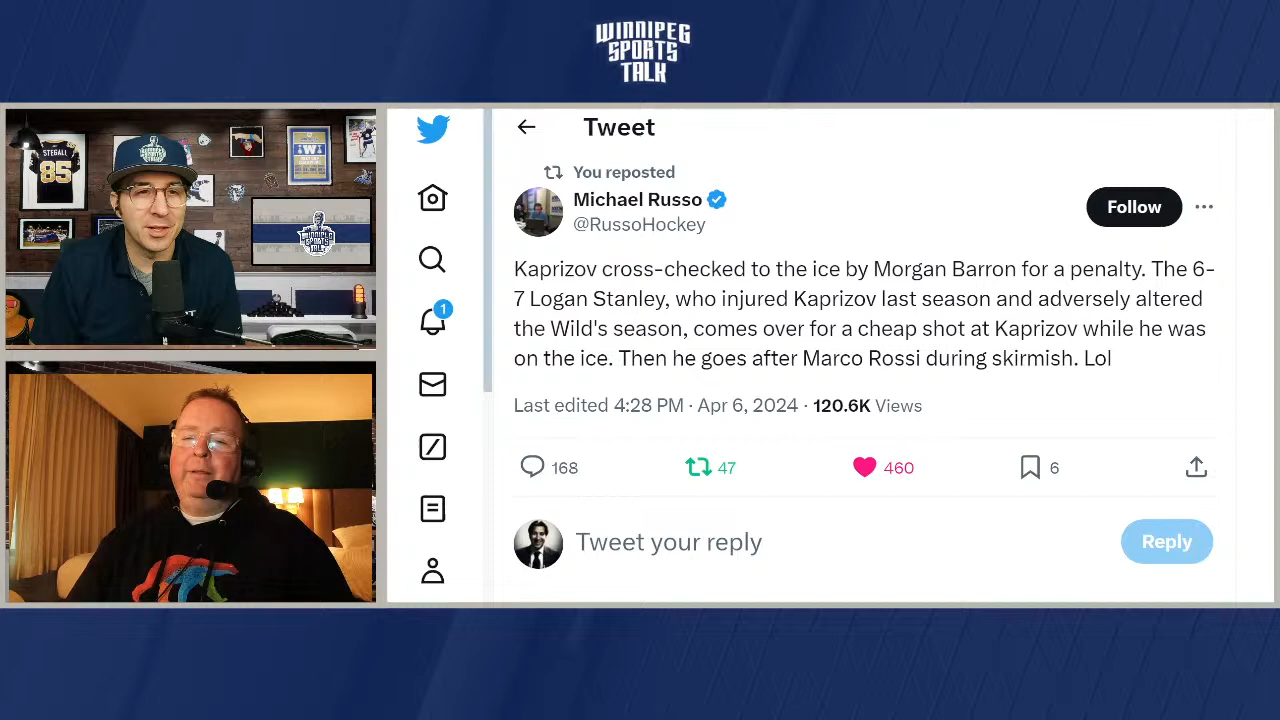 WINNIPEG
SPORTS
TALK
STEGALL
85
W
WINNIPEG
SPORTS TALK
Tweet
You reposted
Michael Russo
@RussoHockey
Follow
Kaprizov cross-checked to the ice by Morgan Barron for a penalty. The 6-
7 Logan Stanley, who injured Kaprizov last season and adversely altered
the Wild's season, comes over for a cheap shot at Kaprizov while he was
on the ice. Then he goes after Marco Rossi during skirmish. Lol
Last edited 4:28 PM · Apr 6, 2024 · 120.6K Views
1
168
47
460
6
Tweet your reply
Reply